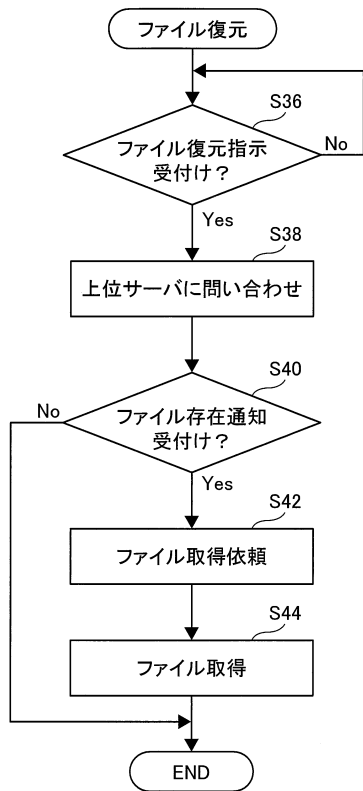 ファイル復元
S36
ファイル復元指示
受付け？
No
Yes
S38
上位サーバに問い合わせ
S40
No
ファイル存在通知
受付け？
Yes
S42
ファイル取得依頼
S44
ファイル取得
END